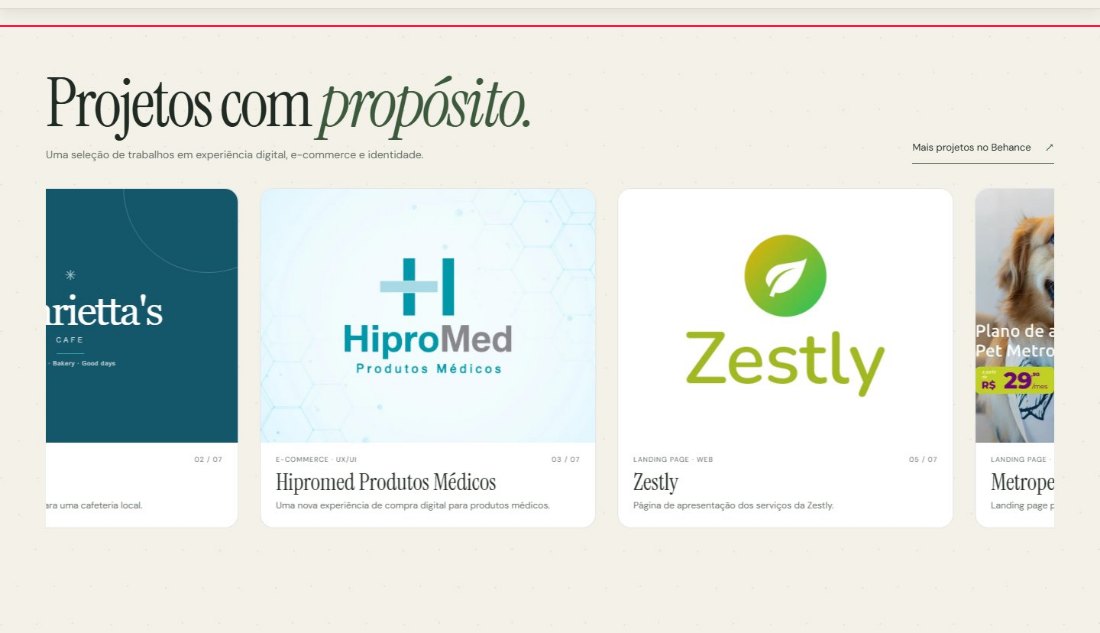 Projetos com propósito.
Uma seleção de trabalhos em experiência digital, e-commerce e identidade.
Mais projetos no Behance ↗
rietta's
CAFE
· Bakery · Good days
02 / 07
ara uma cafeteria local.
HiproMed
Produtos Médicos
E-COMMERCE · UX/UI
03 / 07
Hipromed Produtos Médicos
Uma nova experiência de compra digital para produtos médicos.
Zestly
LANDING PAGE · WEB
05 / 07
Zestly
Página de apresentação dos serviços da Zestly.
Plano de a
Pet Metro
R$ 29,90 /mês
LANDING PAGE ·
Metrope
Landing page p